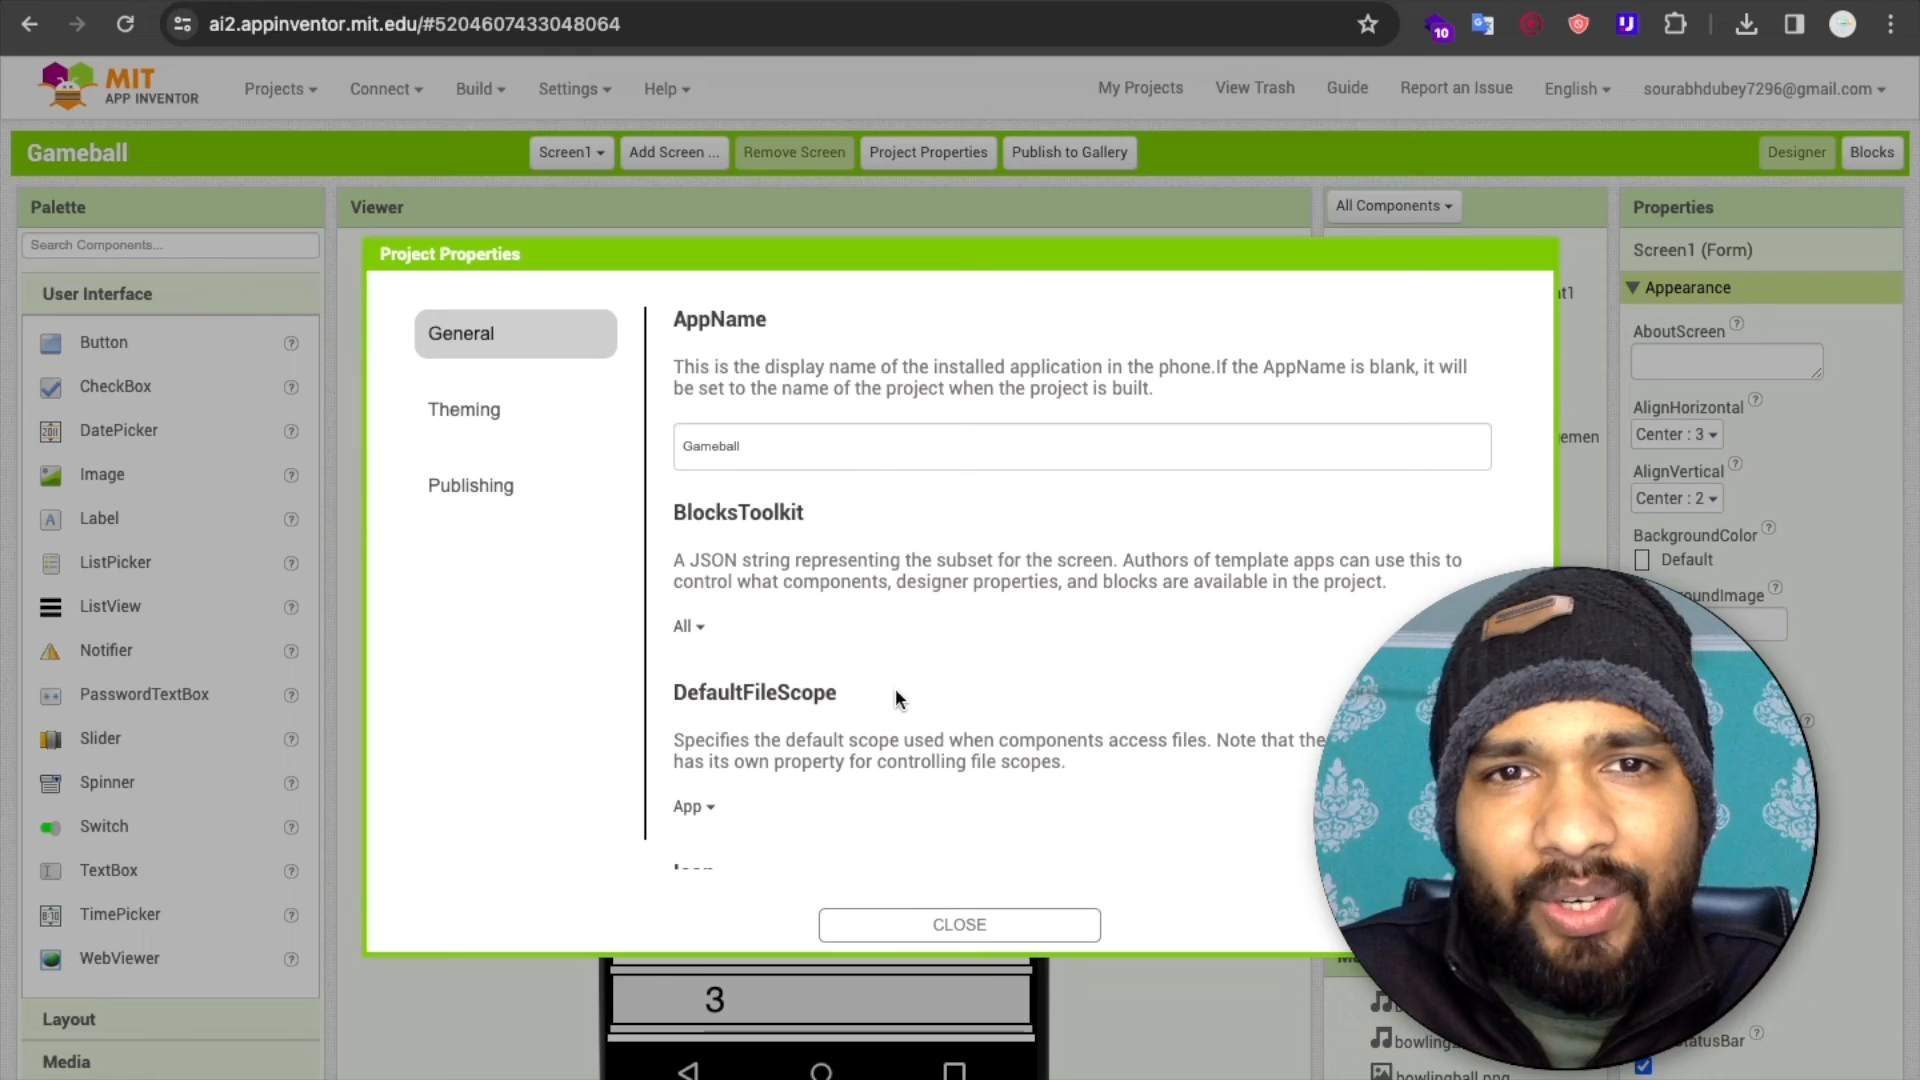 ai2.appinventor.mit.edu/#5204607433048064
10
MIT
APP INVENTOR
Projects
Connect
Build
Settings
Help
My Projects
View Trash
Guide
Report an Issue
English
sourabhdubey7296@gmail.com
Gameball
Screen1
Add Screen ...
Remove Screen
Project Properties
Publish to Gallery
Designer
Blocks
Palette
Search Components...
User Interface
Button
CheckBox
DatePicker
Image
Label
ListPicker
ListView
Notifier
PasswordTextBox
Slider
Spinner
Switch
TextBox
TimePicker
WebViewer
Layout
Media
Viewer
Project Properties
General
Theming
Publishing
AppName
This is the display name of the installed application in the phone.If the AppName is blank, it will
be set to the name of the project when the project is built.
Gameball
BlocksToolkit
A JSON string representing the subset for the screen. Authors of template apps can use this to
control what components, designer properties, and blocks are available in the project.
All
DefaultFileScope
Specifies the default scope used when components access files. Note that the
has its own property for controlling file scopes.
App
CLOSE
3
All Components
nt1
emen
bowlingball.png
Properties
Screen1 (Form)
Appearance
AboutScreen
AlignHorizontal
Center : 3
AlignVertical
Center : 2
BackgroundColor
Default
oundImage
tatusBar